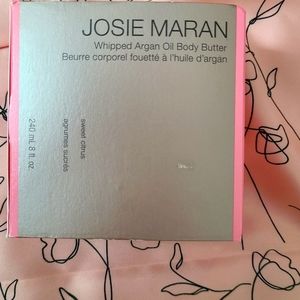 JOSIE MARAN
Whipped Argan Oil Body Butter
Beurre corporel fouetté à l'huile d'argan
sweet citrus
agrumes sucrés
240 ml, 8 fl. oz